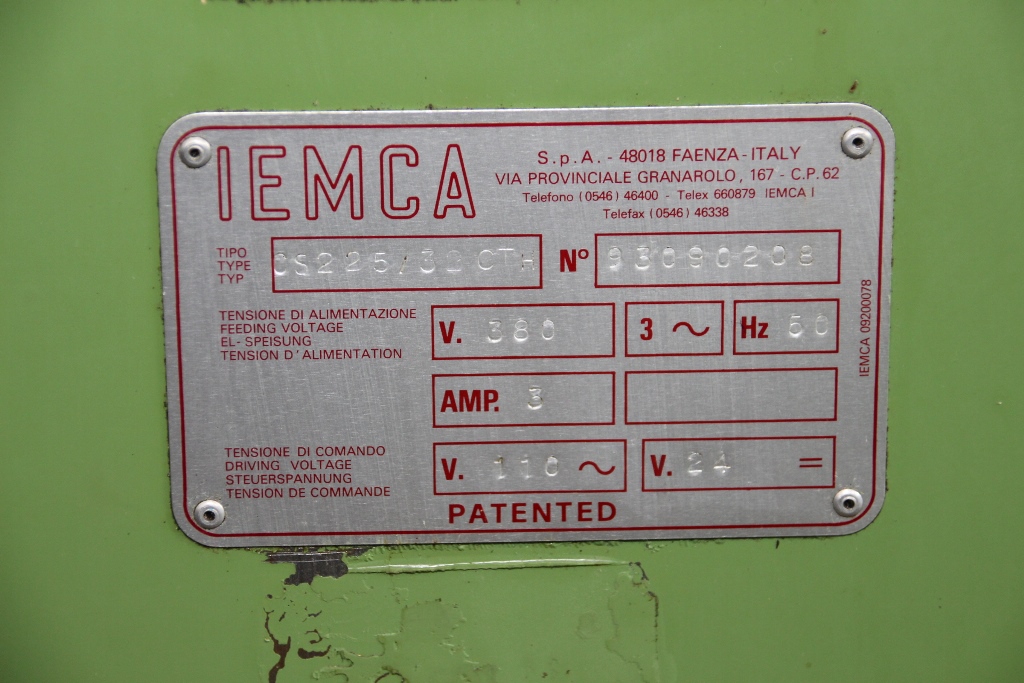 IEMCA
S.p.A. - 48018 FAENZA - ITALY
VIA PROVINCIALE GRANAROLO, 167 - C.P. 62
Telefono (0546) 46400 - Telex 660879 IEMCA I
Telefax (0546) 46338
TIPO
TYPE
TYP
CS225/32CTH
N° 93090208
TENSIONE DI ALIMENTAZIONE
FEEDING VOLTAGE
EL- SPEISUNG
TENSION D'ALIMENTATION
V. 380
3 ~
Hz 50
AMP. 3
TENSIONE DI COMANDO
DRIVING VOLTAGE
STEUERSPANNUNG
TENSION DE COMMANDE
V. 110 ~
V. 24 =
PATENTED
IEMCA 09200078